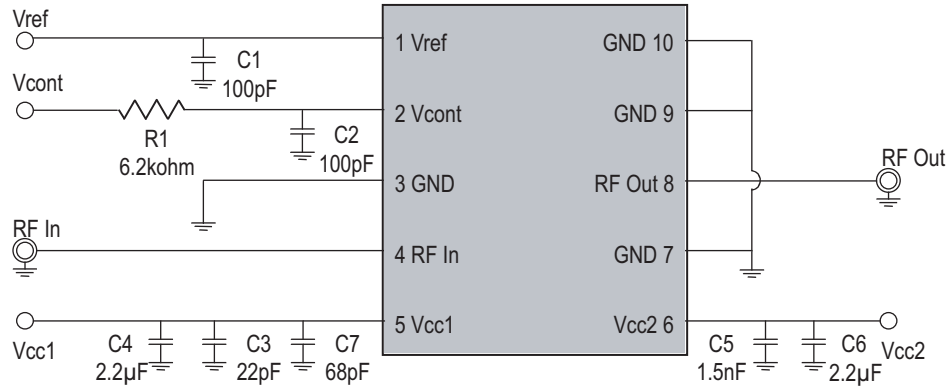 Vref
1 Vref
GND 10
C1
100pF
Vcont
2 Vcont
GND 9
R1
6.2kohm
C2
100pF
3 GND
RF Out 8
RF Out
RF In
4 RF In
GND 7
5 Vcc1
Vcc2 6
Vcc1
C4
2.2µF
C3
22pF
C7
68pF
C5
1.5nF
C6
2.2µF
Vcc2